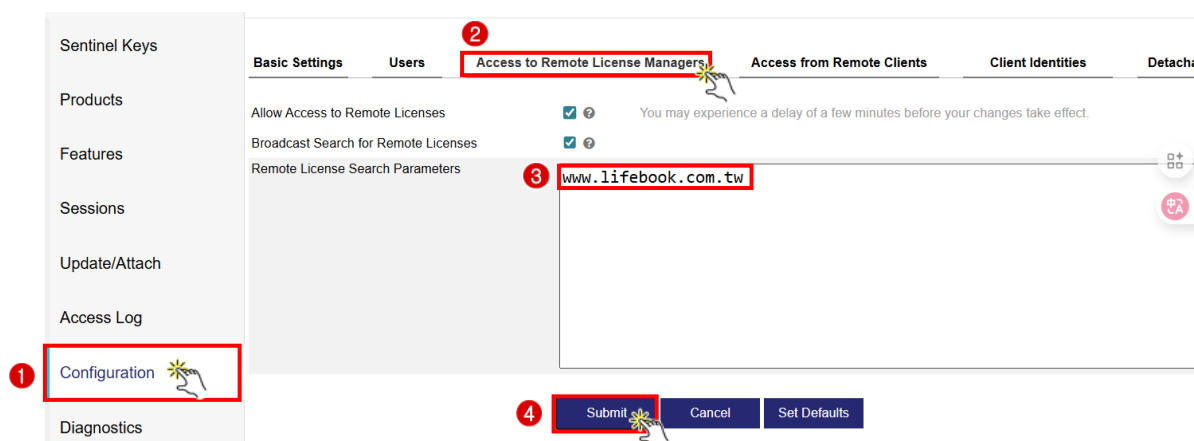 Sentinel Keys
Products
Features
Sessions
Update/Attach
Access Log
1
Configuration
Diagnostics
2
Basic Settings Users Access to Remote License Managers Access from Remote Clients Client Identities Detacha
Allow Access to Remote Licenses You may experience a delay of a few minutes before your changes take effect.
Broadcast Search for Remote Licenses
Remote License Search Parameters
3 www.lifebook.com.tw
4 Submit Cancel Set Defaults
中A